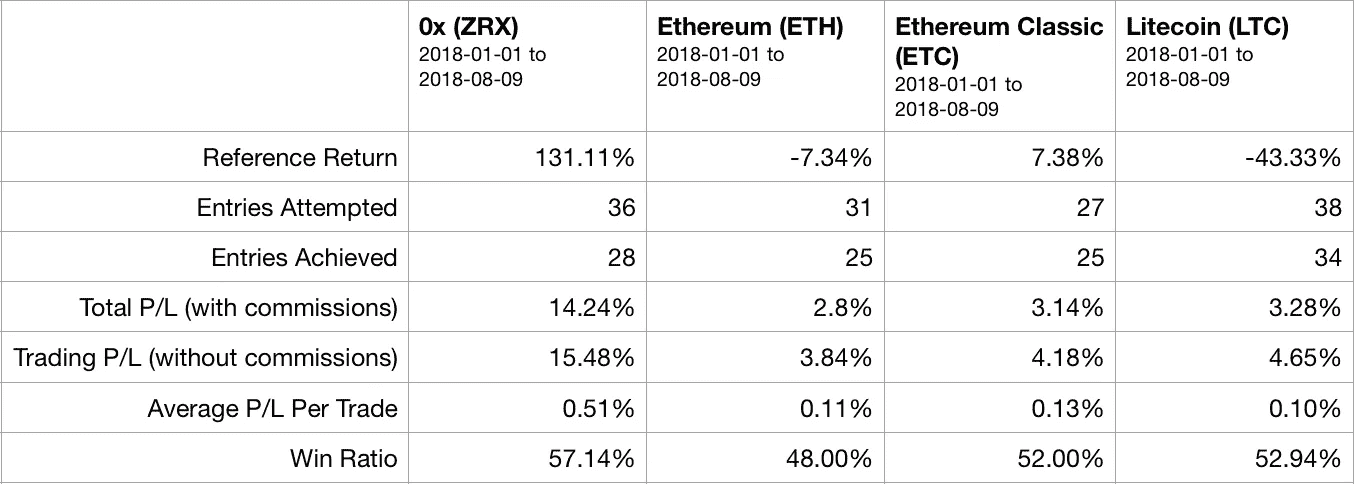 0x (ZRX)
2018-01-01 to
2018-08-09
Ethereum (ETH)
2018-01-01 to
2018-08-09
Ethereum Classic
(ETC)
2018-01-01 to
2018-08-09
Litecoin (LTC)
2018-01-01 to
2018-08-09
Reference Return 131.11% -7.34% 7.38% -43.33%
Entries Attempted 36 31 27 38
Entries Achieved 28 25 25 34
Total P/L (with commissions) 14.24% 2.8% 3.14% 3.28%
Trading P/L (without commissions) 15.48% 3.84% 4.18% 4.65%
Average P/L Per Trade 0.51% 0.11% 0.13% 0.10%
Win Ratio 57.14% 48.00% 52.00% 52.94%